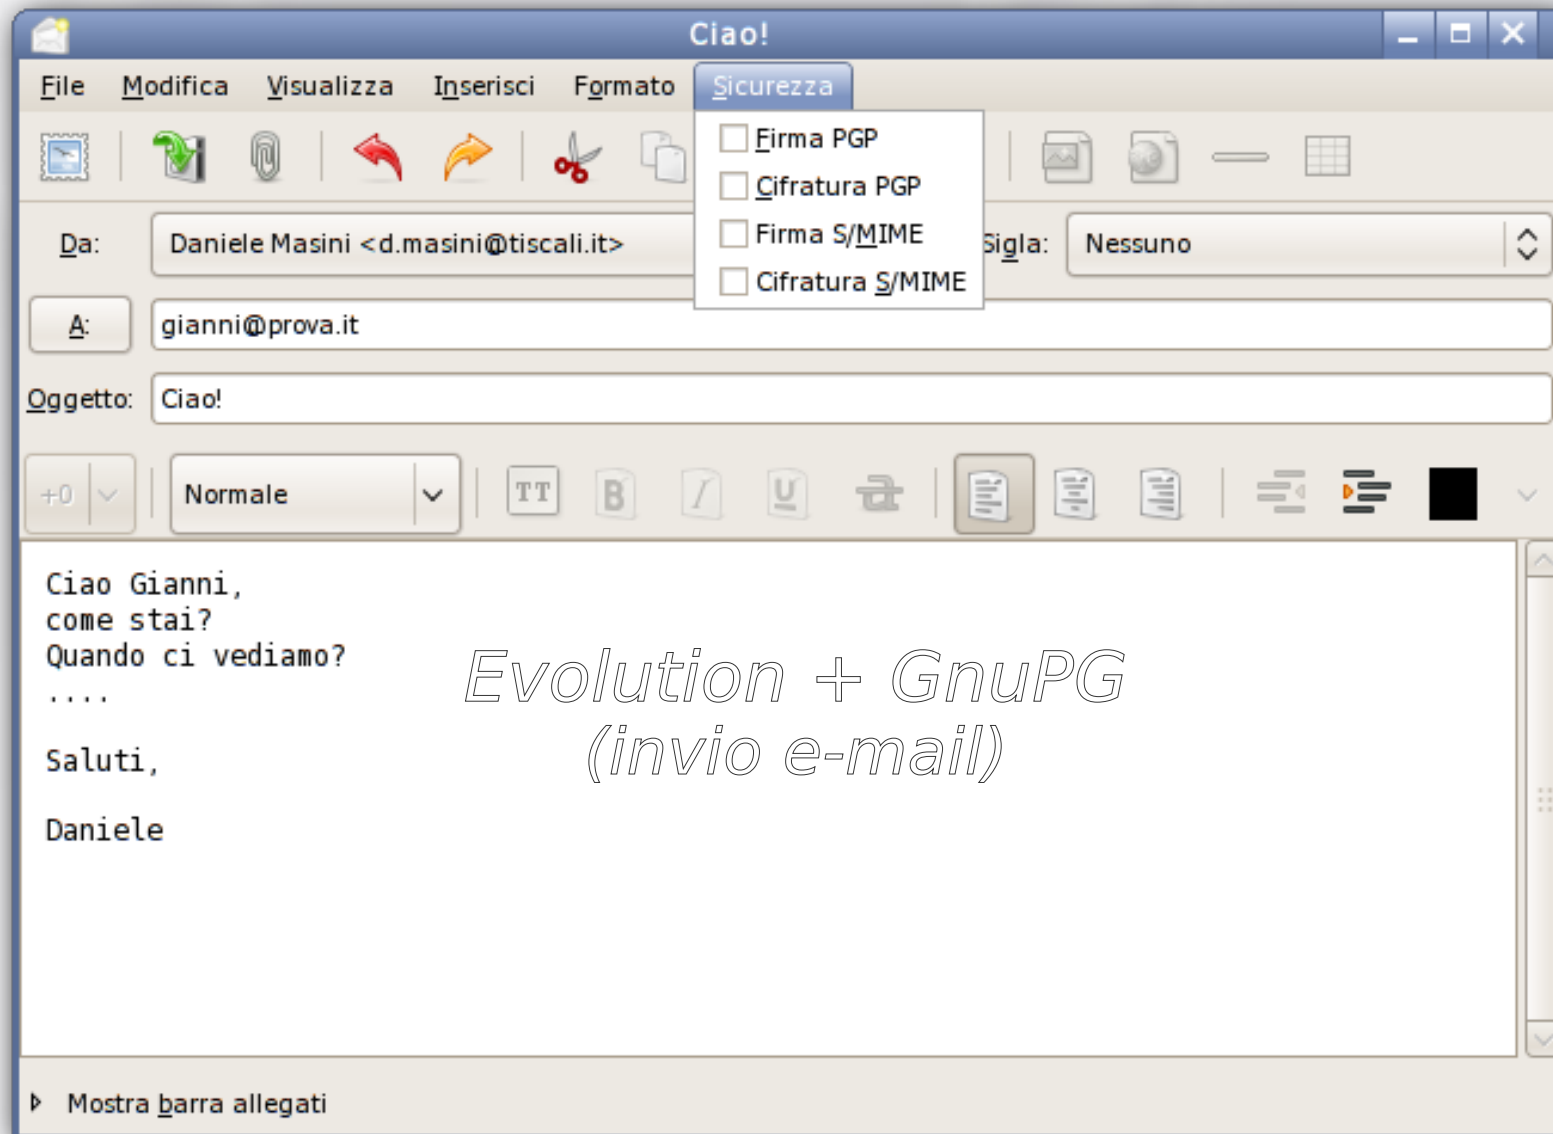 Ciao!
File Modifica Visualizza Inserisci Formato Sicurezza
Firma PGP
Cifratura PGP
Firma S/MIME
Cifratura S/MIME
Da: Daniele Masini <d.masini@tiscali.it> Sigla: Nessuno
A: gianni@prova.it
Oggetto: Ciao!
+0 Normale TT B I U a
Ciao Gianni,
come stai?
Quando ci vediamo?
....
Saluti,
Daniele
Evolution + GnuPG
(invio e-mail)
Mostra barra allegati